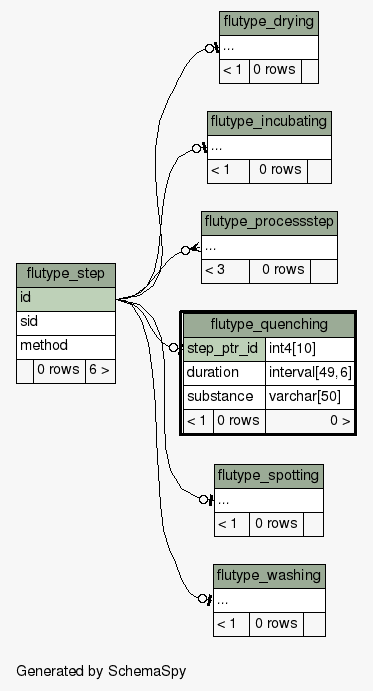 flutype_drying
...
< 1 0 rows
flutype_incubating
...
< 1 0 rows
flutype_processstep
...
< 3 0 rows
flutype_step
id
sid
method
0 rows 6 >
flutype_quenching
step_ptr_id int4[10]
duration interval[49,6]
substance varchar[50]
< 1 0 rows 0 >
flutype_spotting
...
< 1 0 rows
flutype_washing
...
< 1 0 rows
Generated by SchemaSpy